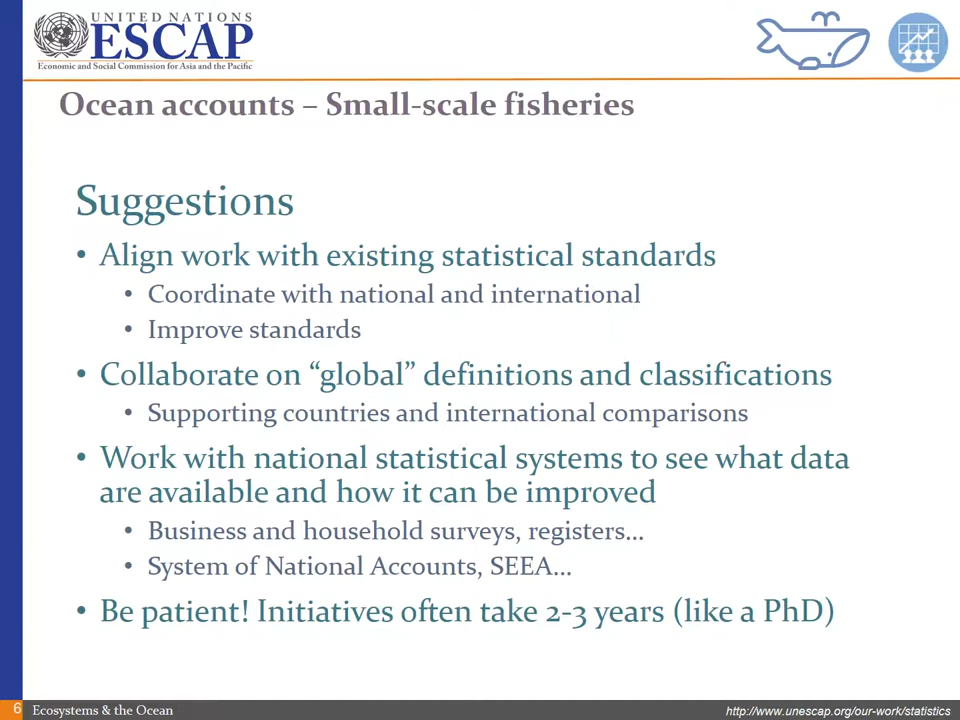 UNITED NATIONS
ESCAP
Economic and Social Commission for Asia and the Pacific
Ocean accounts – Small-scale fisheries
Suggestions
• Align work with existing statistical standards
• Coordinate with national and international
• Improve standards
• Collaborate on “global” definitions and classifications
• Supporting countries and international comparisons
• Work with national statistical systems to see what data
are available and how it can be improved
• Business and household surveys, registers…
• System of National Accounts, SEEA…
• Be patient! Initiatives often take 2-3 years (like a PhD)
6 Ecosystems & the Ocean
http://www.unescap.org/our-work/statistics